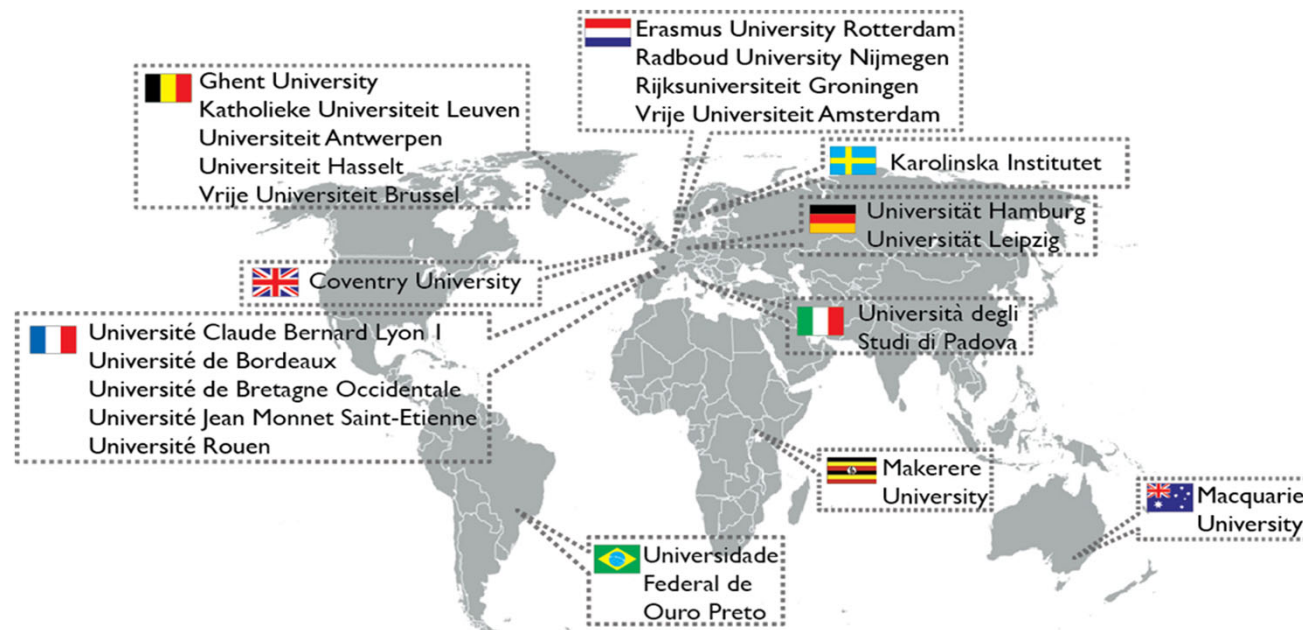 Erasmus University Rotterdam
Radboud University Nijmegen
Rijksuniversiteit Groningen
Vrije Universiteit Amsterdam
Ghent University
Katholieke Universiteit Leuven
Universiteit Antwerpen
Universiteit Hasselt
Vrije Universiteit Brussel
Karolinska Institutet
Universität Hamburg
Universität Leipzig
Coventry University
Università degli
Studi di Padova
Université Claude Bernard Lyon 1
Université de Bordeaux
Université de Bretagne Occidentale
Université Jean Monnet Saint-Etienne
Université Rouen
Makerere
University
Macquarie
University
Universidade
Federal de
Ouro Preto